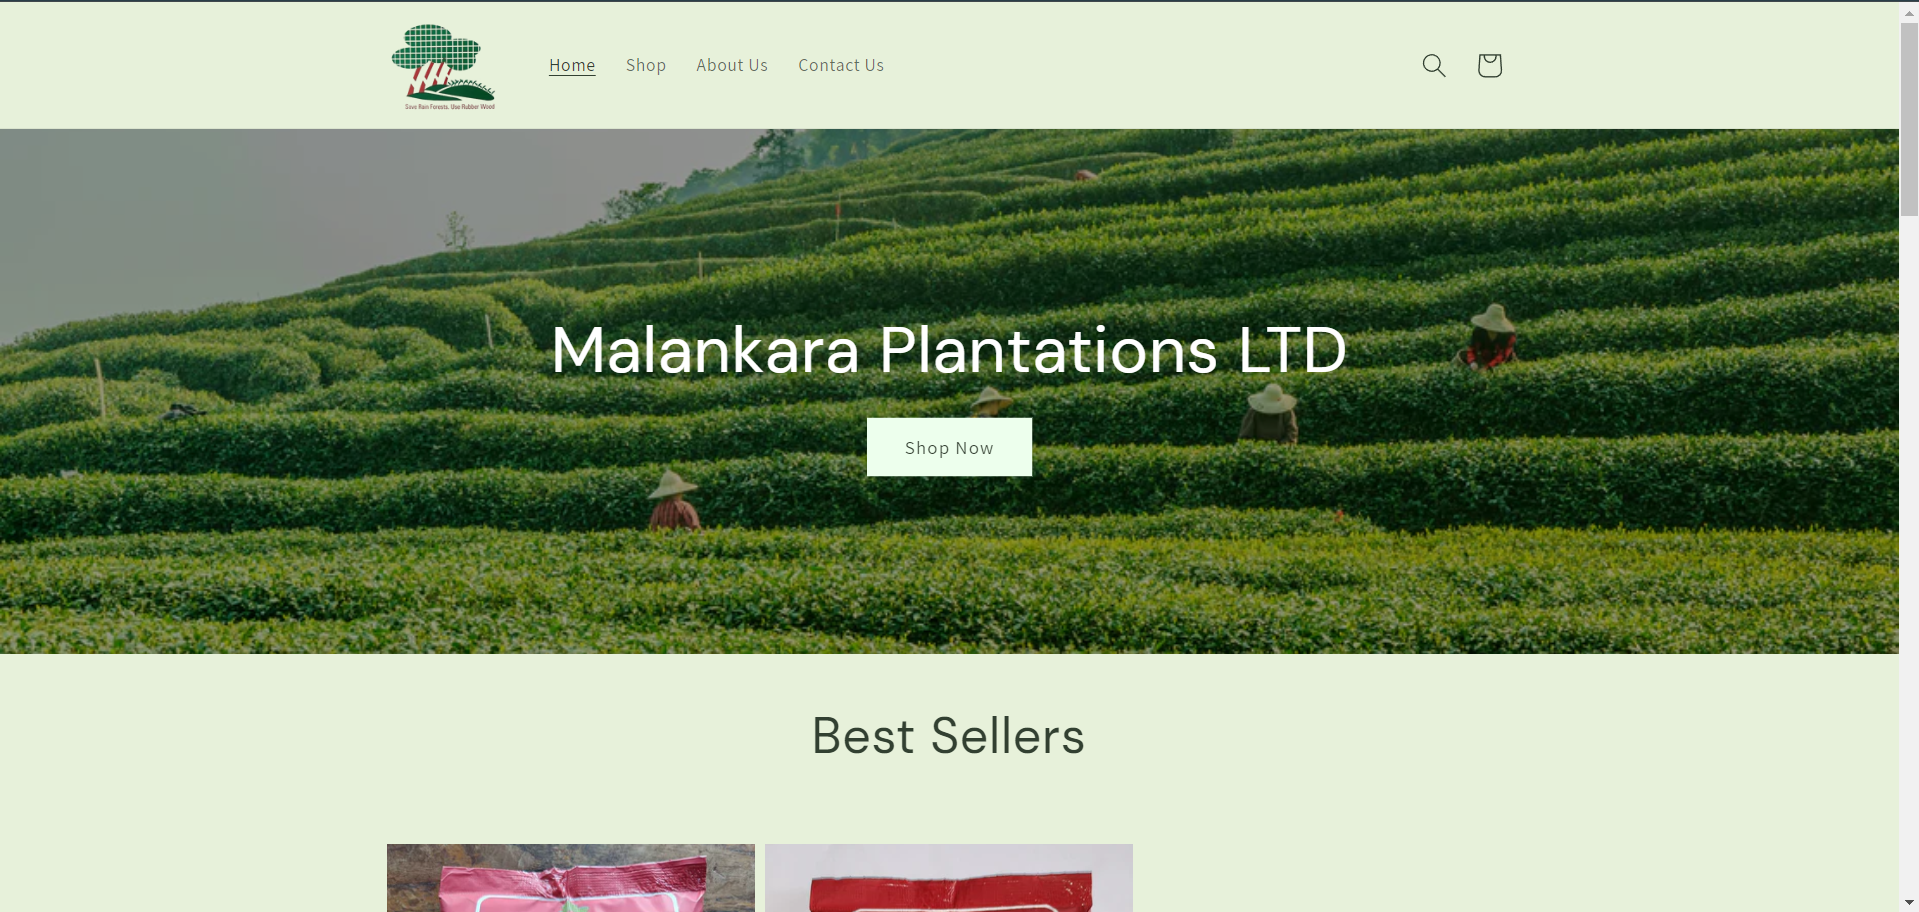 Save Rain Forests. Use Rubber Wood
Home Shop About Us Contact Us
Malankara Plantations LTD
Shop Now
Best Sellers